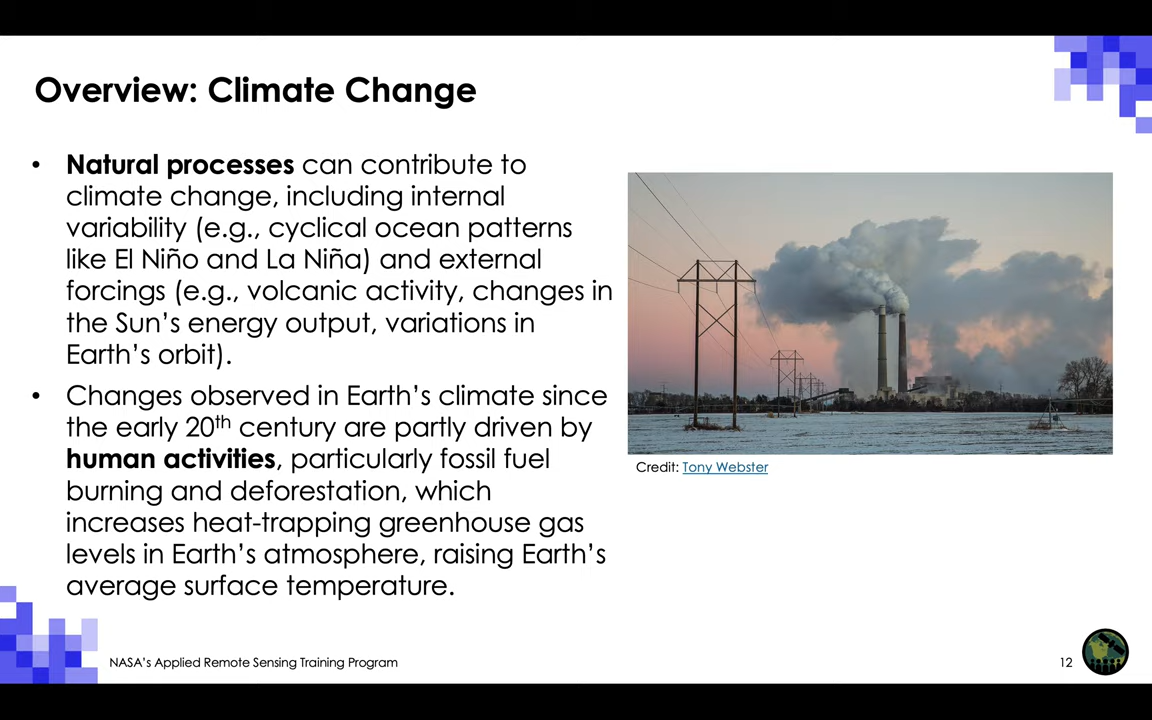 Overview: Climate Change
• Natural processes can contribute to
climate change, including internal
variability (e.g., cyclical ocean patterns
like El Niño and La Niña) and external
forcings (e.g., volcanic activity, changes in
the Sun’s energy output, variations in
Earth’s orbit).
• Changes observed in Earth’s climate since
the early 20th century are partly driven by
human activities, particularly fossil fuel
burning and deforestation, which
increases heat-trapping greenhouse gas
levels in Earth’s atmosphere, raising Earth’s
average surface temperature.
Credit: Tony Webster
NASA’s Applied Remote Sensing Training Program
12